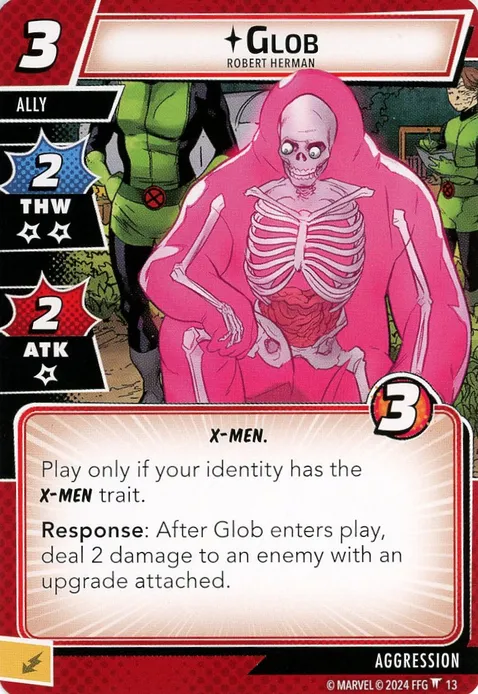 3
GLOB
ROBERT HERMAN
ALLY
2
THW
2
ATK
3
X-MEN.
Play only if your identity has the
X-MEN trait.
Response: After Glob enters play,
deal 2 damage to an enemy with an
upgrade attached.
AGGRESSION
© MARVEL © 2024 FFG 13